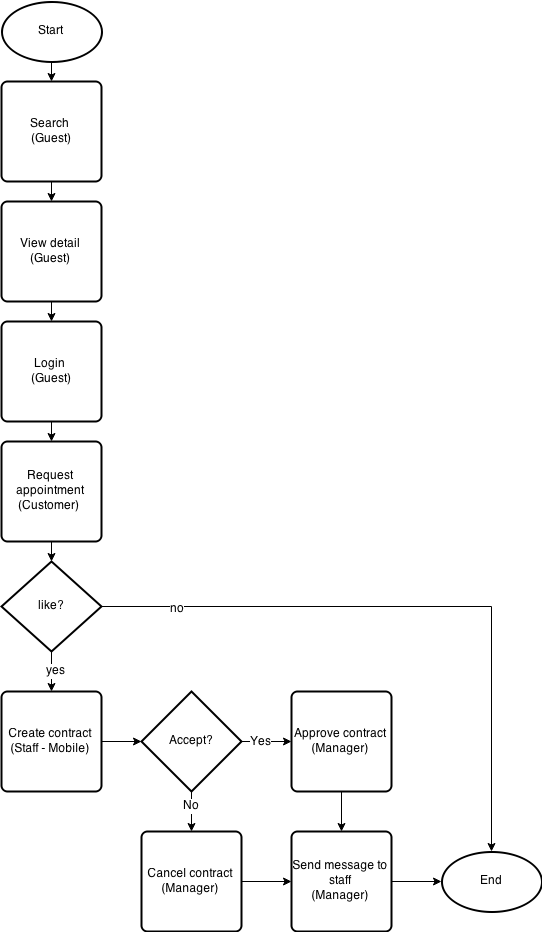 Start
Search
(Guest)
View detail
(Guest)
Login
(Guest)
Request
appointment
(Customer)
like?
no
yes
Create contract
(Staff - Mobile)
Accept?
Yes
Approve contract
(Manager)
No
Cancel contract
(Manager)
Send message to
staff
(Manager)
End